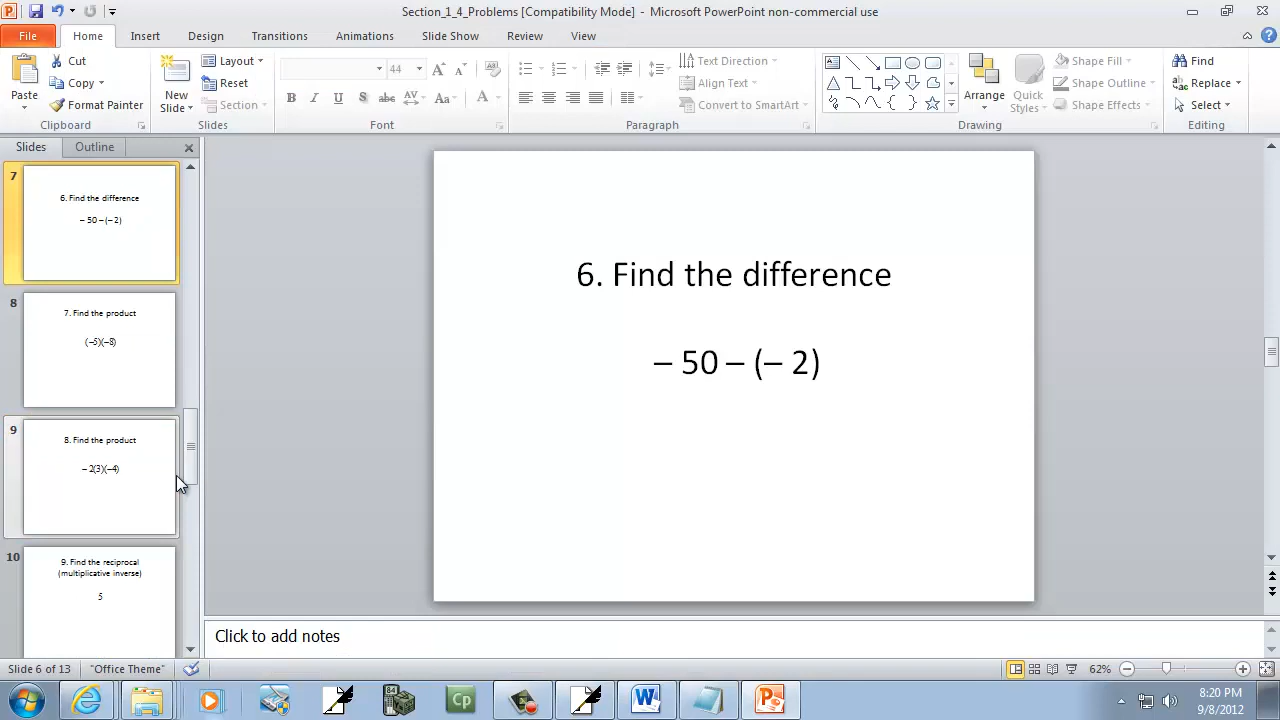 Section_1_4_Problems [Compatibility Mode] - Microsoft PowerPoint non-commercial use
File Home Insert Design Transitions Animations Slide Show Review View
Paste
Cut
Copy
Format Painter
Clipboard
New Slide
Layout
Reset
Section
Slides
44
Font
Text Direction
Align Text
Convert to SmartArt
Paragraph
Arrange
Quick Styles
Shape Fill
Shape Outline
Shape Effects
Drawing
Find
Replace
Select
Editing
Slides Outline
7
6. Find the difference
– 50 – (– 2)
8
7. Find the product
(–5)(–8)
9
8. Find the product
– 2(3)(–4)
10
9. Find the reciprocal
(multiplicative inverse)
5
6. Find the difference
– 50 – (– 2)
Click to add notes
Slide 6 of 13 "Office Theme" 62%
8:20 PM
9/8/2012